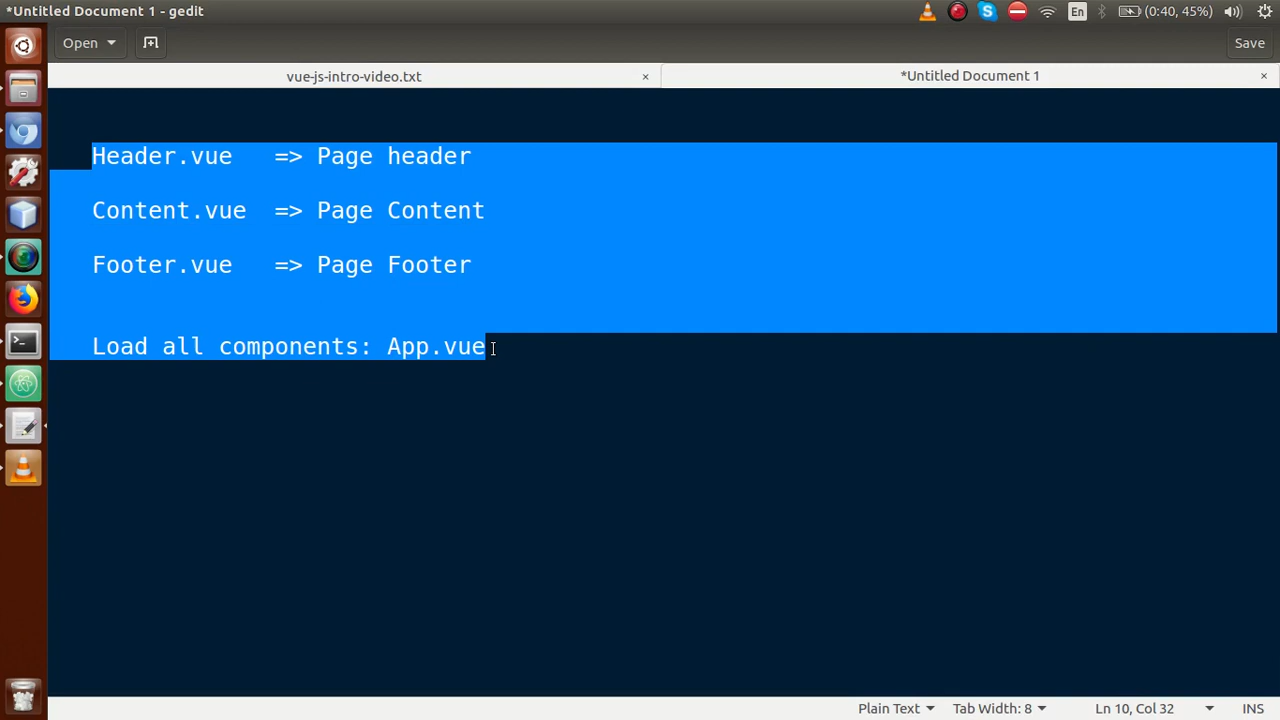 *Untitled Document 1 - gedit
En
(0:40, 45%)
Open
Save
vue-js-intro-video.txt ×
*Untitled Document 1 ×
Header.vue   => Page header
Content.vue  => Page Content
Footer.vue   => Page Footer
Load all components: App.vue
Plain Text
Tab Width: 8
Ln 10, Col 32
INS